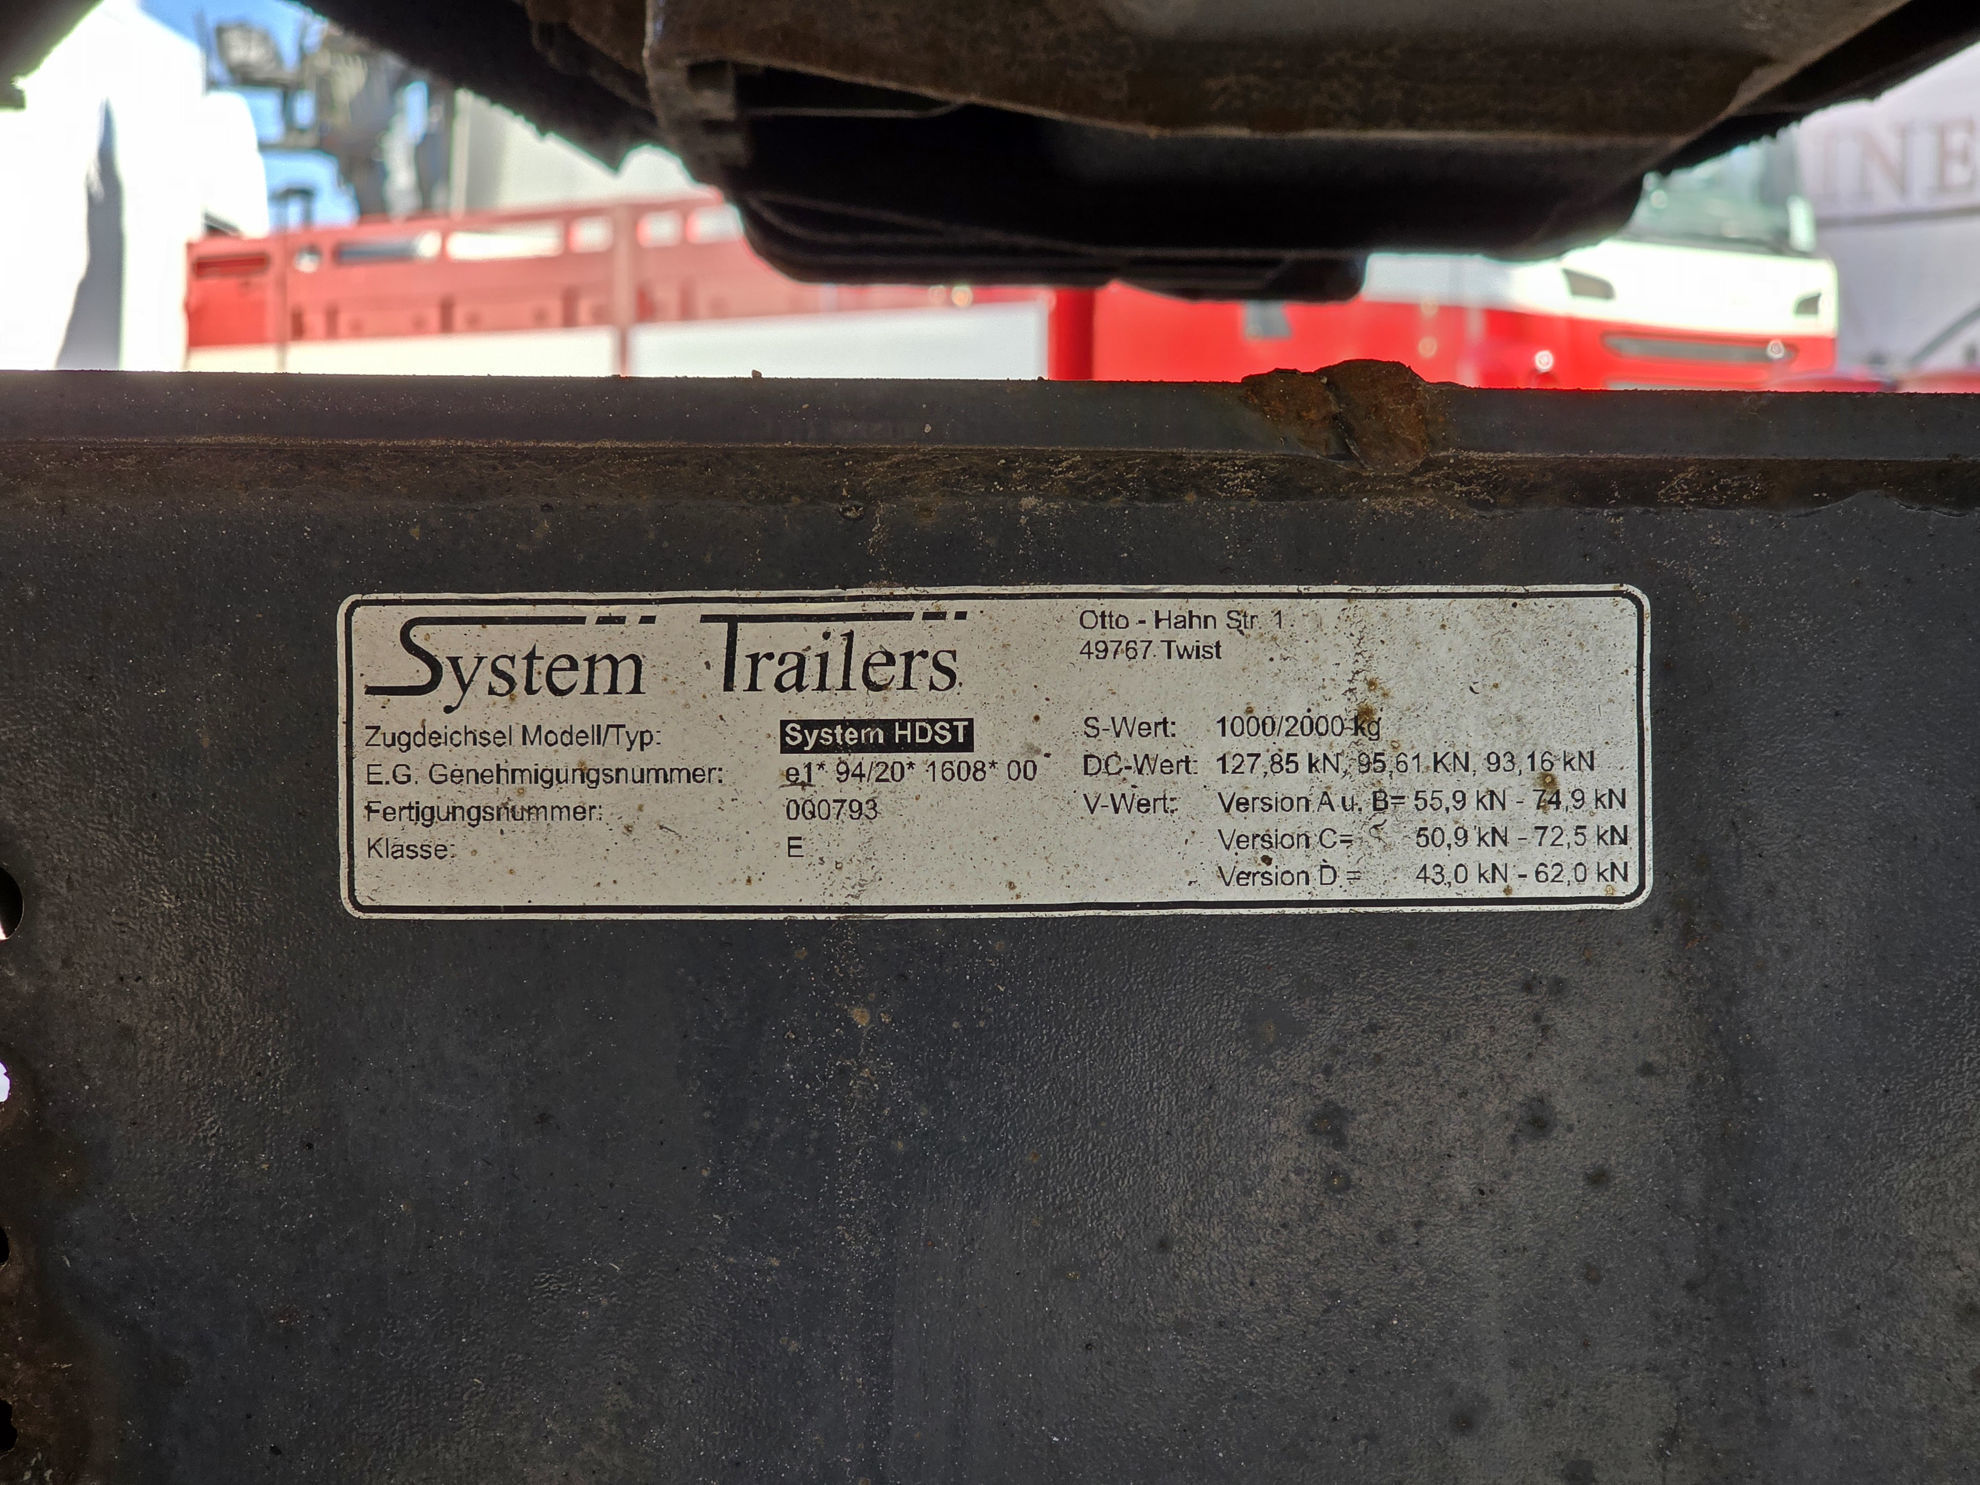 INE
System Trailers
Otto - Hahn Str. 1
49767 Twist
Zugdeichsel Modell/Typ: System HDST
E.G. Genehmigungsnummer: e1* 94/20* 1608* 00
Fertigungsnummer: 000793
Klasse: E
S-Wert: 1000/2000 kg
DC-Wert: 127,85 kN, 95,61 KN, 93,16 kN
V-Wert: Version A u. B= 55,9 kN - 74,9 kN
Version C= 50,9 kN - 72,5 kN
Version D = 43,0 kN - 62,0 kN